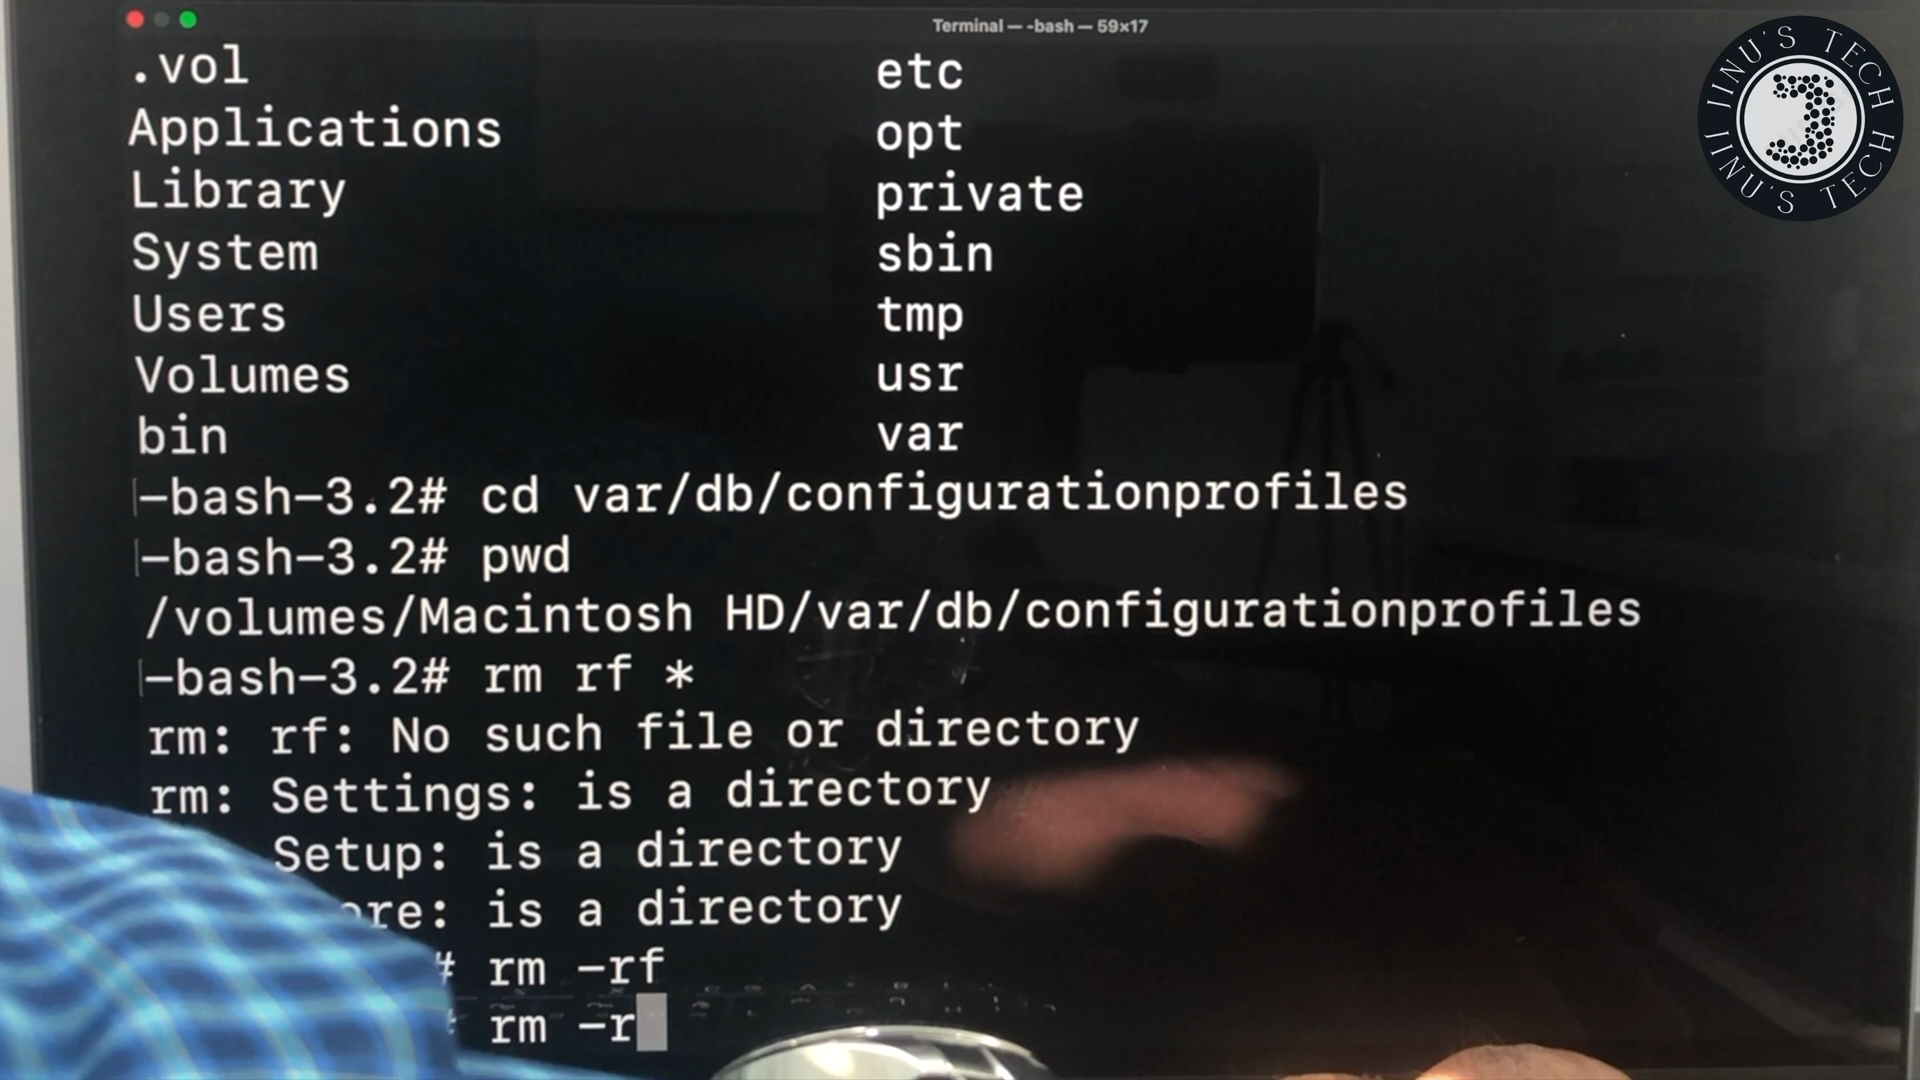 Terminal — -bash — 59×17
JINU'S TECH
JINU'S TECH
.vol etc
Applications opt
Library private
System sbin
Users tmp
Volumes usr
bin var
-bash-3.2# cd var/db/configurationprofiles
-bash-3.2# pwd
/volumes/Macintosh HD/var/db/configurationprofiles
-bash-3.2# rm rf *
rm: rf: No such file or directory
rm: Settings: is a directory
Setup: is a directory
is a directory
# rm -rf
rm -r